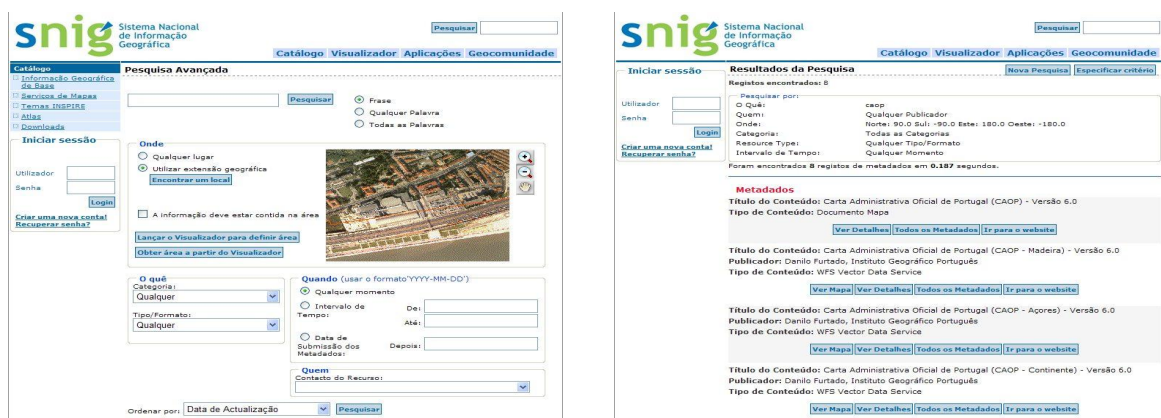 snig Sistema Nacional
de Informação
Geográfica
Pesquisar
Catálogo Visualizador Aplicações Geocomunidade
Catálogo
Informação Geográfica
de Base
Serviços de Mapas
Temas INSPIRE
Atlas
Downloads
Iniciar sessão
Utilizador
Senha
Login
Criar uma nova conta!
Recuperar senha?
Pesquisa Avançada
Pesquisar
Frase
Qualquer Palavra
Todas as Palavras
Onde
Qualquer lugar
Utilizar extensão geográfica
Encontrar um local
A informação deve estar contida na área
Lançar o Visualizador para definir área
Obter área a partir do Visualizador
O quê
Categoria:
Qualquer
Tipo/Formato:
Qualquer
Quando (usar o formato'YYYY-MM-DD')
Qualquer momento
Intervalo de
Tempo:
De:
Até:
Data de
Submissão dos
Metadados:
Depois:
Quem
Contacto do Recurso:
Ordenar por: Data de Actualização Pesquisar
snig Sistema Nacional
de Informação
Geográfica
Pesquisar
Catálogo Visualizador Aplicações Geocomunidade
Iniciar sessão
Utilizador
Senha
Login
Criar uma nova conta!
Recuperar senha?
Resultados da Pesquisa Nova Pesquisa Especificar critério
Registos encontrados: 8
Pesquisar por:
O Quê: caop
Quem: Qualquer Publicador
Onde: Norte: 90.0 Sul: -90.0 Este: 180.0 Oeste: -180.0
Categoria: Todas as Categorias
Resource Type: Qualquer Tipo/Formato
Intervalo de Tempo: Qualquer Momento
Foram encontrados 8 registos de metadados em 0.187 segundos.
Metadados
Título do Conteúdo: Carta Administrativa Oficial de Portugal (CAOP) - Versão 6.0
Tipo de Conteúdo: Documento Mapa
Ver Detalhes Todos os Metadados Ir para o website
Título do Conteúdo: Carta Administrativa Oficial de Portugal (CAOP - Madeira) - Versão 6.0
Publicador: Danilo Furtado, Instituto Geográfico Português
Tipo de Conteúdo: WFS Vector Data Service
Ver Mapa Ver Detalhes Todos os Metadados Ir para o website
Título do Conteúdo: Carta Administrativa Oficial de Portugal (CAOP - Açores) - Versão 6.0
Publicador: Danilo Furtado, Instituto Geográfico Português
Tipo de Conteúdo: WFS Vector Data Service
Ver Mapa Ver Detalhes Todos os Metadados Ir para o website
Título do Conteúdo: Carta Administrativa Oficial de Portugal (CAOP - Continente) - Versão 6.0
Publicador: Danilo Furtado, Instituto Geográfico Português
Tipo de Conteúdo: WFS Vector Data Service
Ver Mapa Ver Detalhes Todos os Metadados Ir para o website